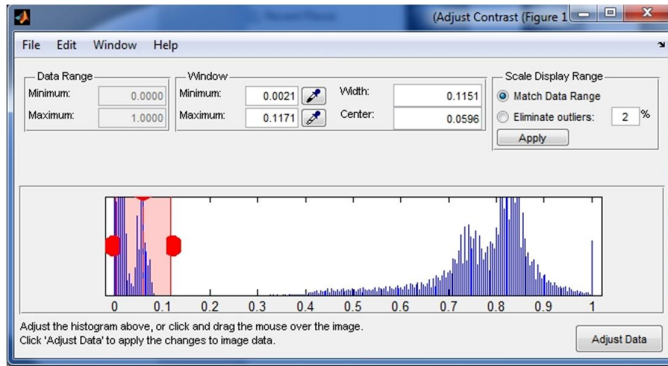 (Adjust Contrast (Figure 1
File Edit Window Help
Data Range
Minimum: 0.0000
Maximum: 1.0000
Window
Minimum: 0.0021
Maximum: 0.1171
Width: 0.1151
Center: 0.0596
Scale Display Range
Match Data Range
Eliminate outliers: 2 %
Apply
0 0.1 0.2 0.3 0.4 0.5 0.6 0.7 0.8 0.9 1
Adjust the histogram above, or click and drag the mouse over the image.
Click 'Adjust Data' to apply the changes to image data.
Adjust Data